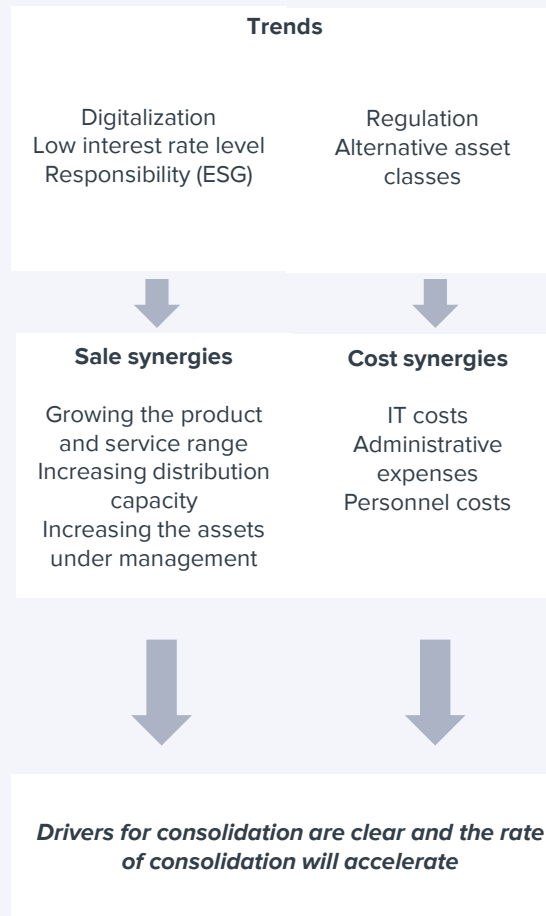 Trends
Digitalization
Low interest rate level
Responsibility (ESG)
Regulation
Alternative asset
classes
Sale synergies
Growing the product
and service range
Increasing distribution
capacity
Increasing the assets
under management
Cost synergies
IT costs
Administrative
expenses
Personnel costs
Drivers for consolidation are clear and the rate
of consolidation will accelerate